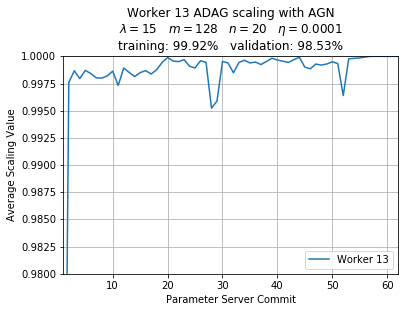 Worker 13 ADAG scaling with AGN
λ = 15 m = 128 n = 20 η = 0.0001
training: 99.92% validation: 98.53%
1.0000
0.9975
0.9950
0.9925
0.9900
0.9875
0.9850
0.9825
0.9800
Average Scaling Value
Worker 13
10 20 30 40 50 60
Parameter Server Commit